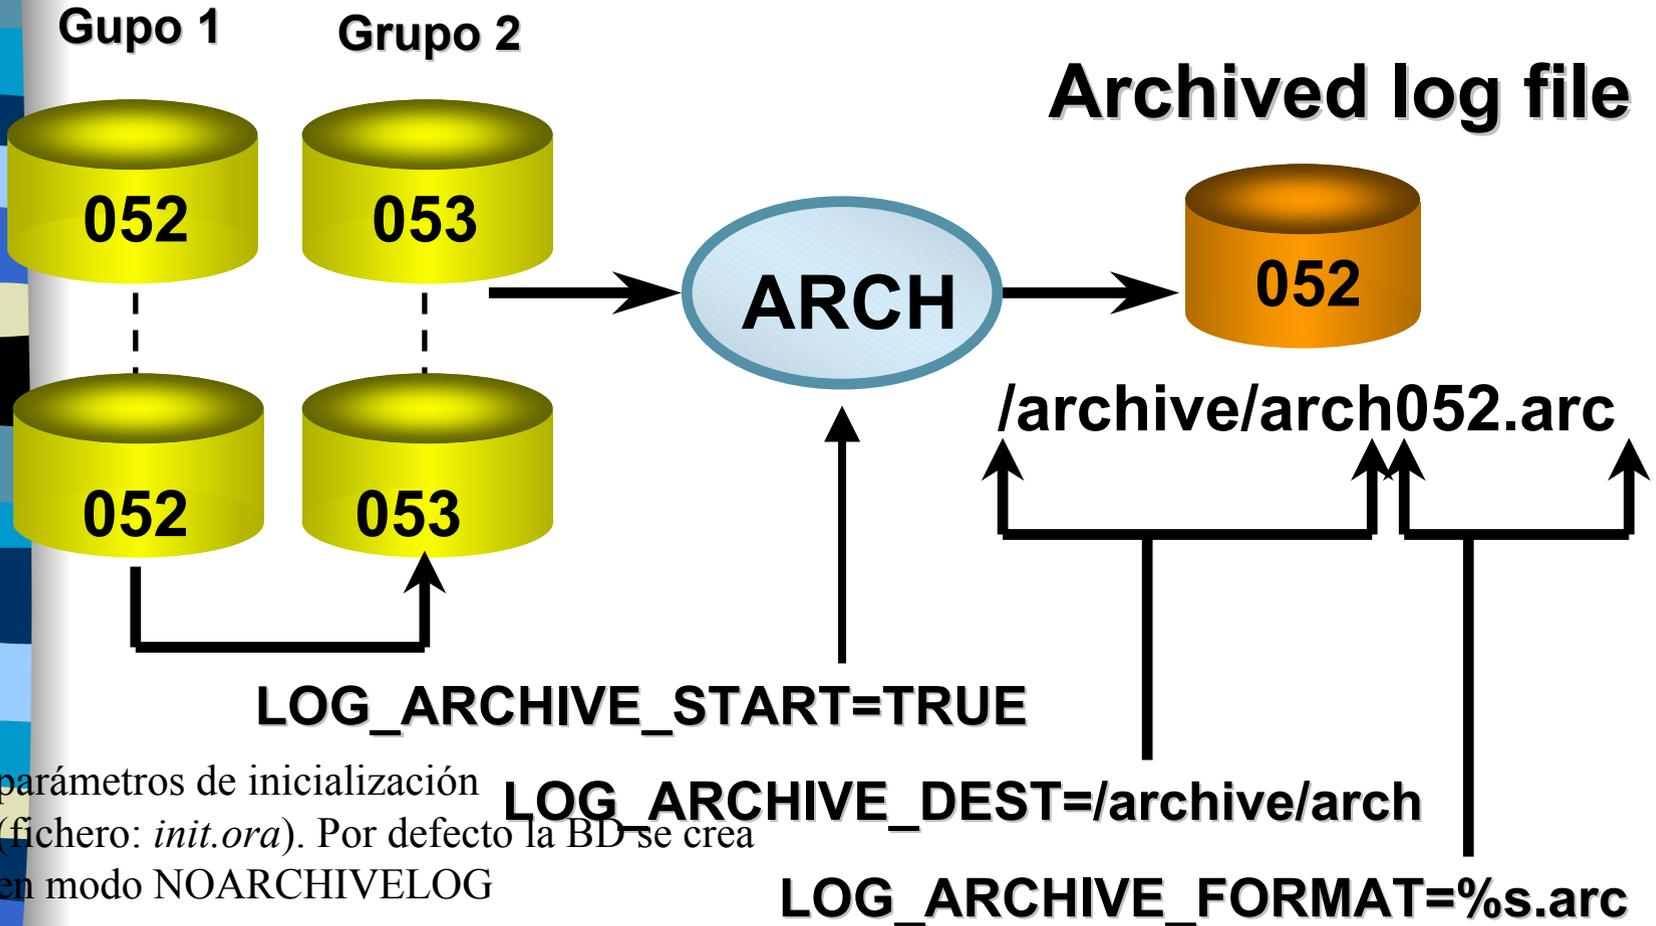 Gupo 1
Grupo 2
Archived log file
052
053
ARCH
052
/archive/arch052.arc
052
053
LOG_ARCHIVE_START=TRUE
LOG_ARCHIVE_DEST=/archive/arch
LOG_ARCHIVE_FORMAT=%s.arc
parámetros de inicialización
(fichero: init.ora). Por defecto la BD se crea
en modo NOARCHIVELOG